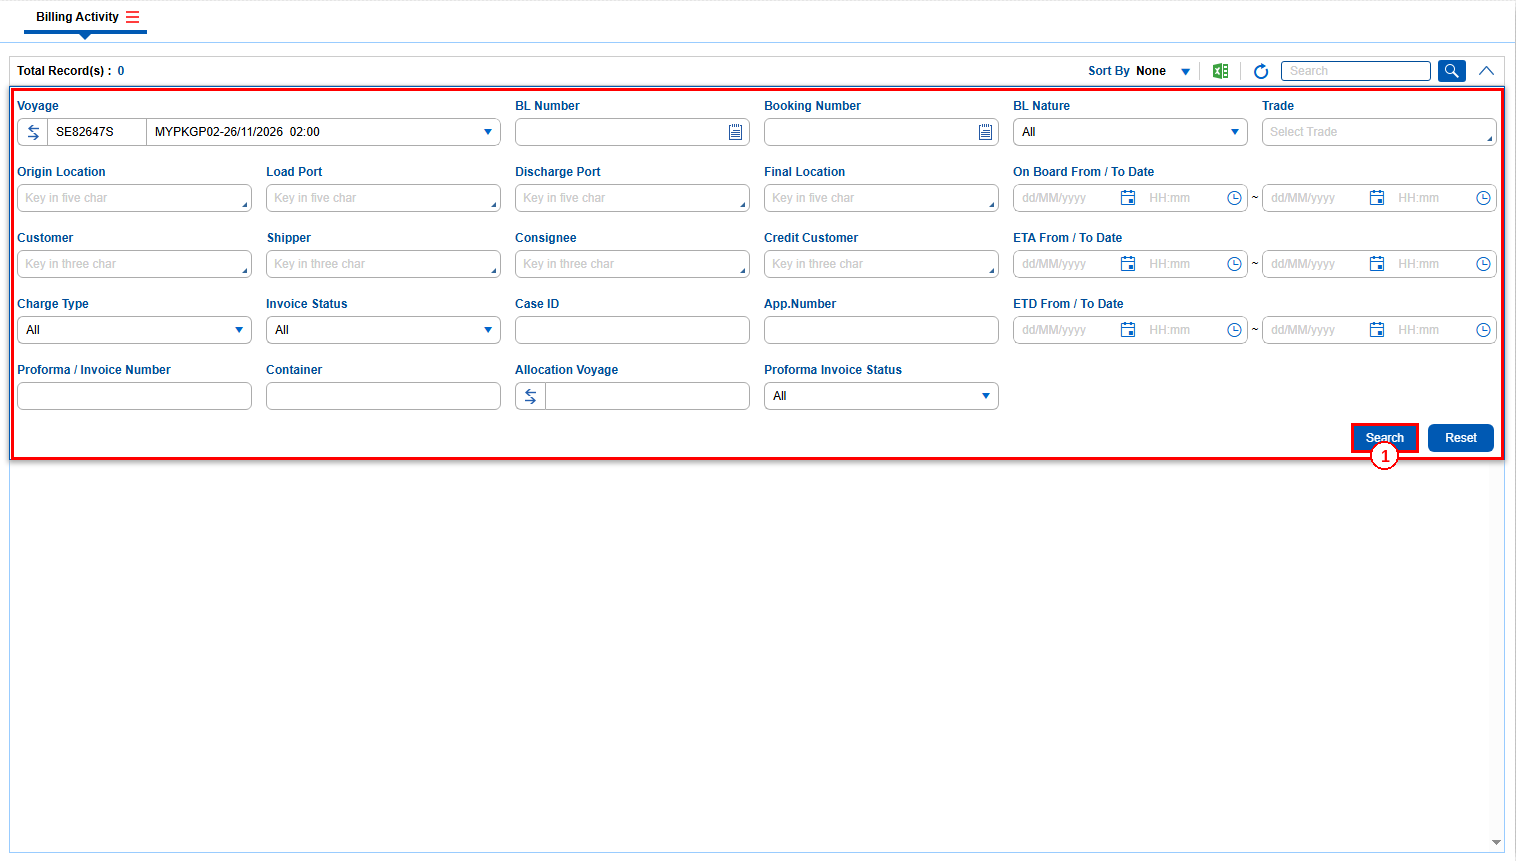 Billing Activity
Total Record(s) : 0
Sort By None
Search
Voyage
BL Number
Booking Number
BL Nature
Trade
SE82647S
MYPKGP02-26/11/2026 02:00
All
Select Trade
Origin Location
Load Port
Discharge Port
Final Location
On Board From / To Date
Key in five char
Key in five char
Key in five char
Key in five char
dd/MM/yyyy
HH:mm
~
dd/MM/yyyy
HH:mm
Customer
Shipper
Consignee
Credit Customer
ETA From / To Date
Key in three char
Key in three char
Key in three char
Key in three char
dd/MM/yyyy
HH:mm
~
dd/MM/yyyy
HH:mm
Charge Type
Invoice Status
Case ID
App.Number
ETD From / To Date
All
All
dd/MM/yyyy
HH:mm
~
dd/MM/yyyy
HH:mm
Proforma / Invoice Number
Container
Allocation Voyage
Proforma Invoice Status
All
Search
Reset
1